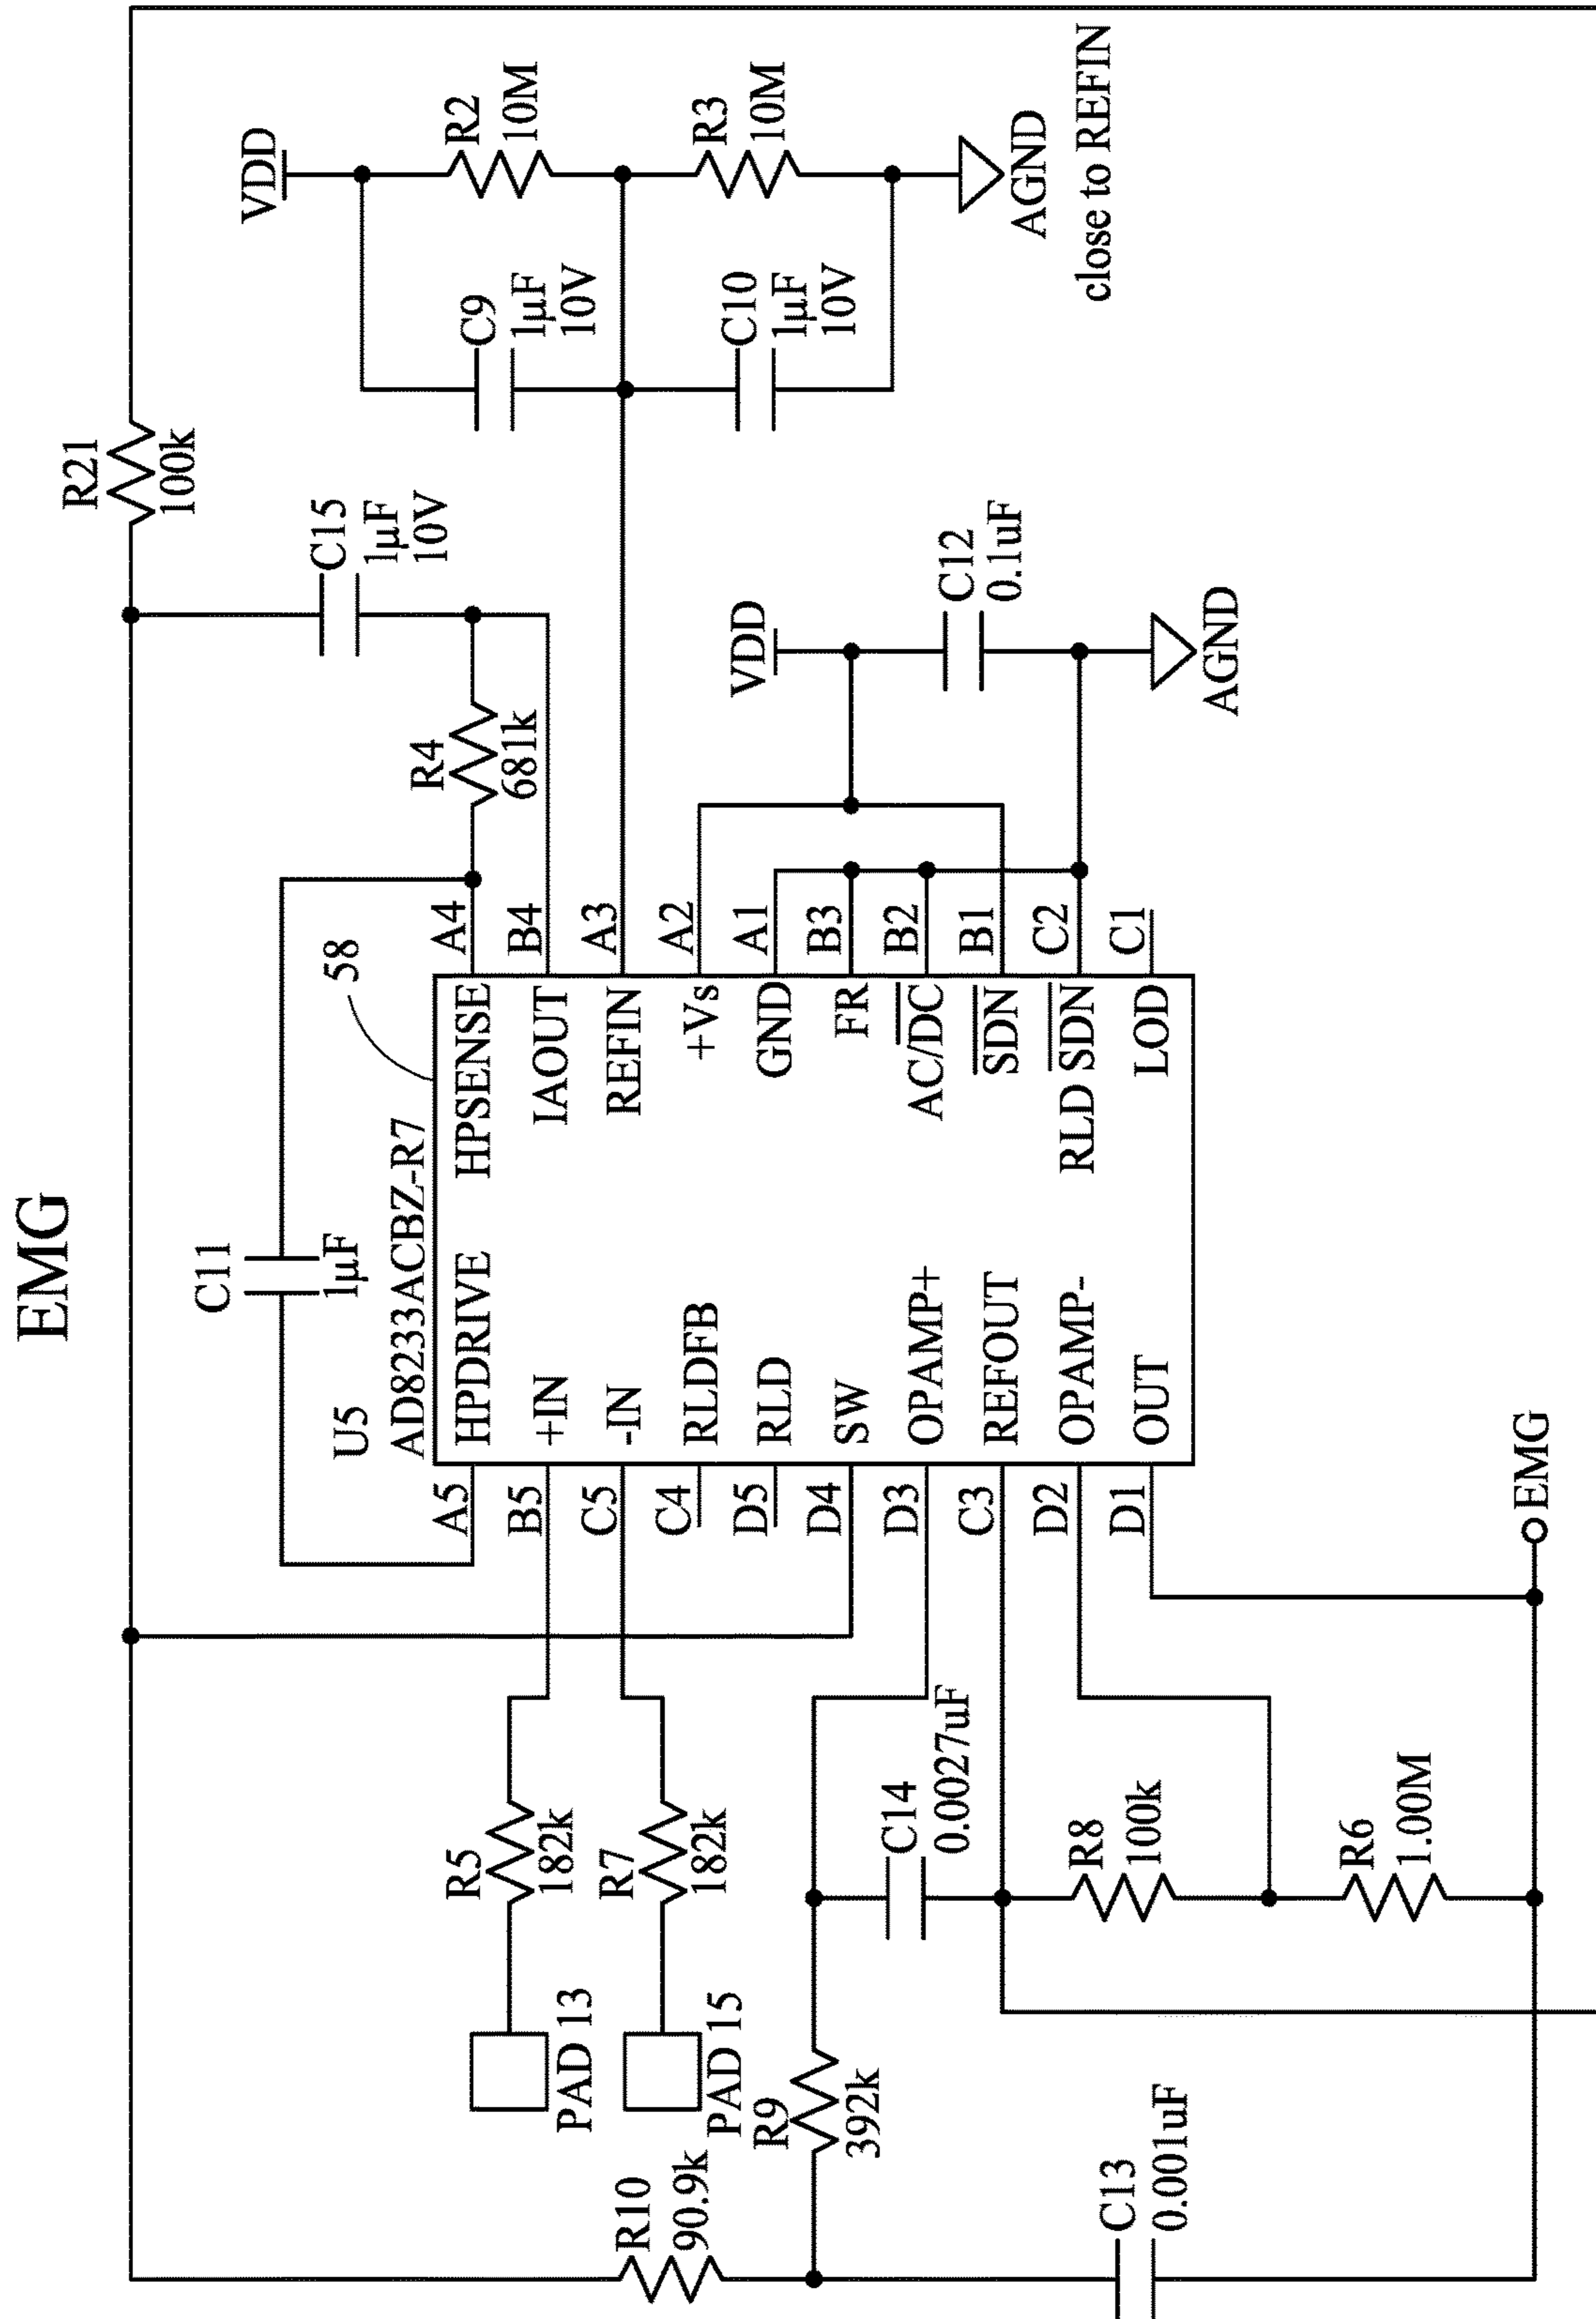 EMG
R21
100k
C15
1µF
10V
VDD
R2
10M
R3
10M
C9
1µF
10V
C10
1µF
10V
AGND
close to REFIN
C11
1µF
R4
681k
58
U5
AD8233ACBZ-R7
A5
HPDRIVE
HPSENSE
A4
B5
+IN
IAOUT
B4
C5
-IN
REFIN
A3
C4
RLDFB
+Vs
A2
D5
RLD
GND
A1
D4
SW
FR
B3
D3
OPAMP+
AC/DC
B2
C3
REFOUT
SDN
B1
D2
OPAMP-
RLD SDN
C2
D1
OUT
LOD
C1
VDD
C12
0.1uF
AGND
R5
182k
PAD 13
R7
182k
PAD 15
R10
90.9k
R9
392k
C14
0.0027uF
R8
100k
R6
1.00M
C13
0.001uF
EMG